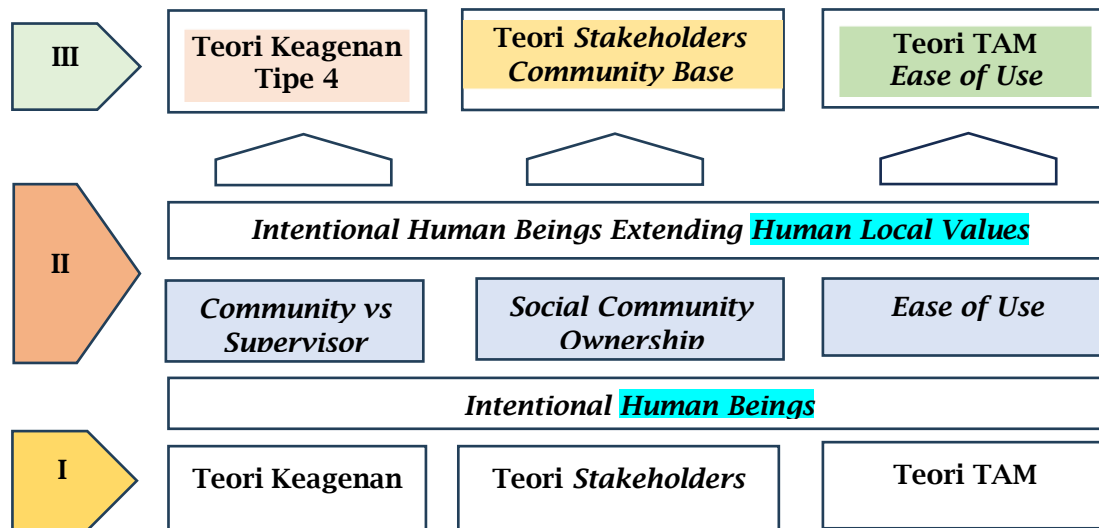 III
Teori Keagenan
Tipe 4
Teori Stakeholders
Community Base
Teori TAM
Ease of Use
II
Intentional Human Beings Extending Human Local Values
Community vs
Supervisor
Social Community
Ownership
Ease of Use
Intentional Human Beings
I
Teori Keagenan
Teori Stakeholders
Teori TAM